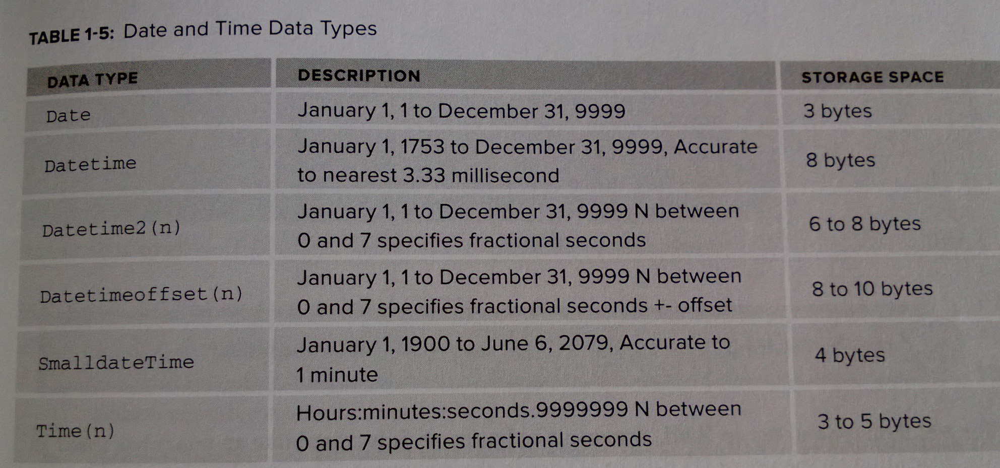 TABLE 1-5: Date and Time Data Types
DATA TYPE DESCRIPTION STORAGE SPACE
Date January 1, 1 to December 31, 9999 3 bytes
Datetime January 1, 1753 to December 31, 9999, Accurate
to nearest 3.33 millisecond 8 bytes
Datetime2(n) January 1, 1 to December 31, 9999 N between
0 and 7 specifies fractional seconds 6 to 8 bytes
Datetimeoffset(n) January 1, 1 to December 31, 9999 N between
0 and 7 specifies fractional seconds +- offset 8 to 10 bytes
SmalldateTime January 1, 1900 to June 6, 2079, Accurate to
1 minute 4 bytes
Time(n) Hours:minutes:seconds.9999999 N between
0 and 7 specifies fractional seconds 3 to 5 bytes